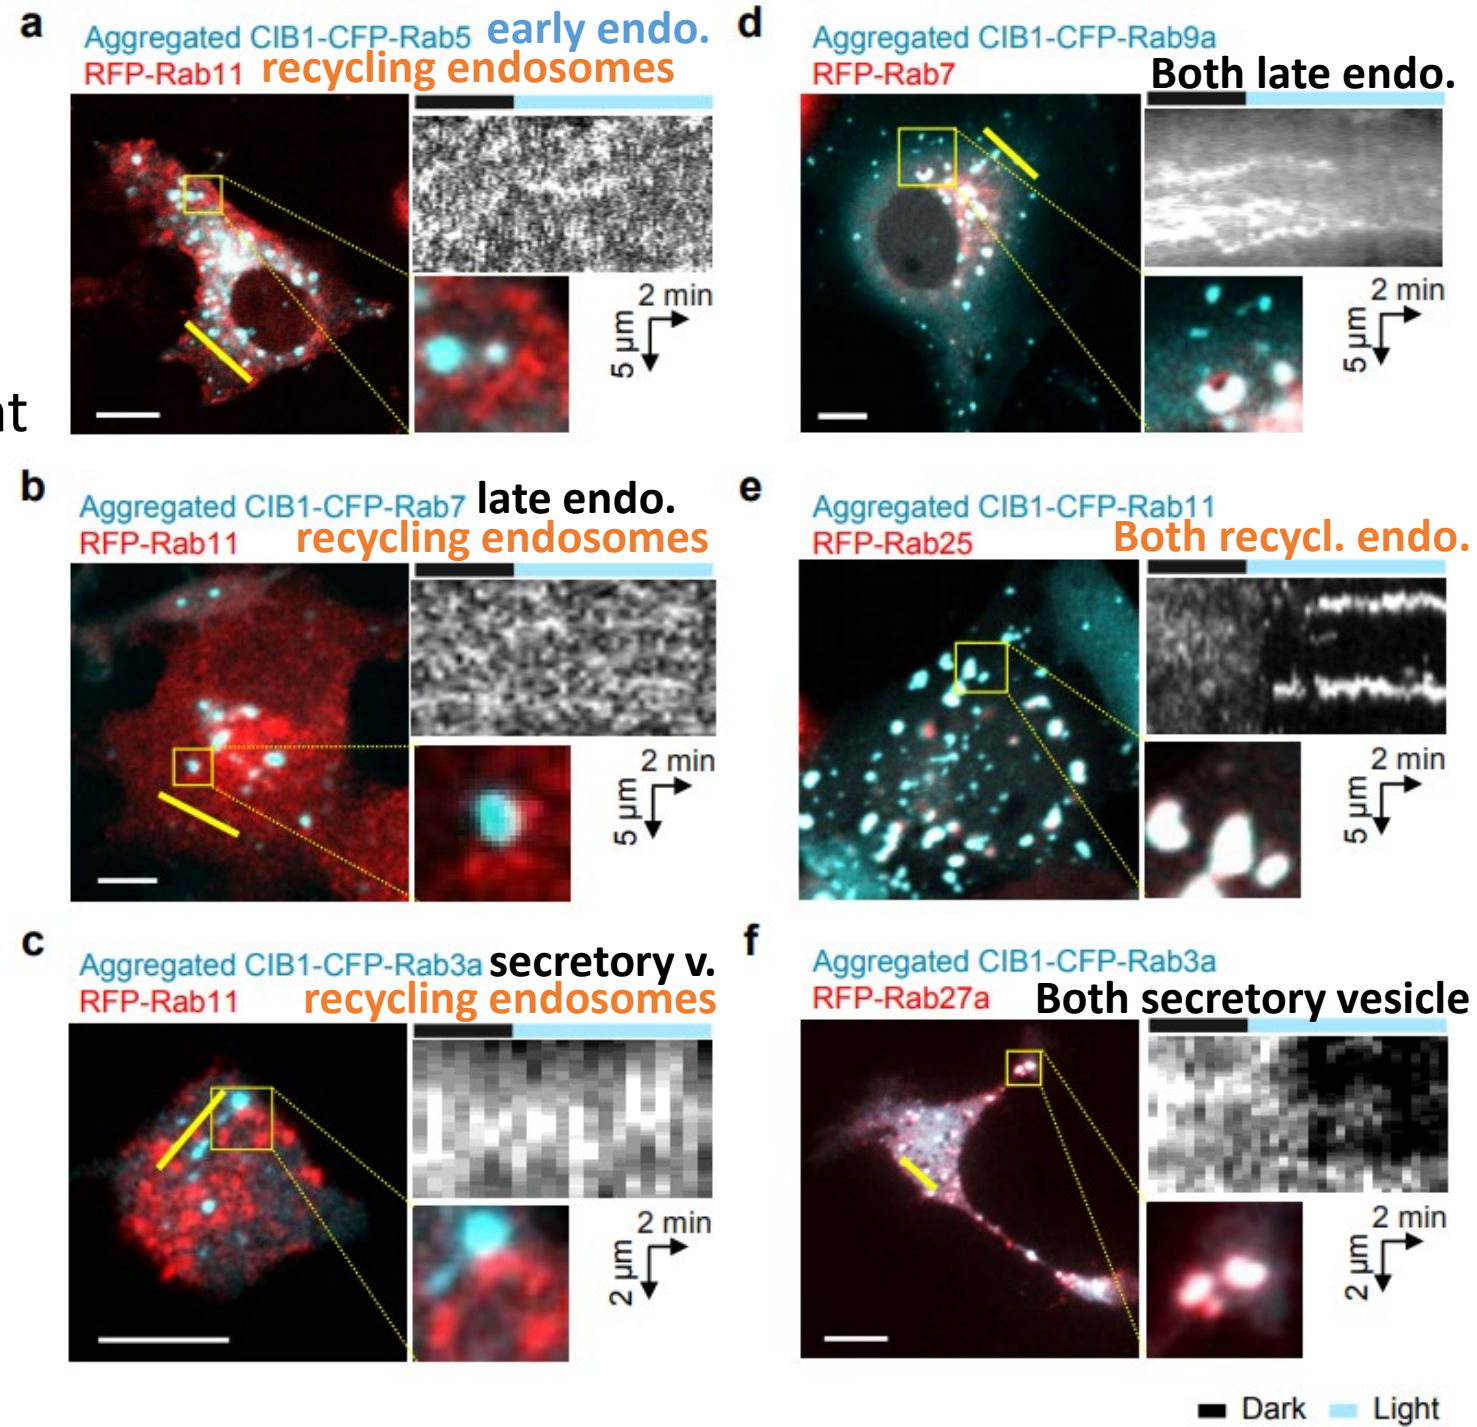 a
Aggregated CIB1-CFP-Rab5 early endo.
RFP-Rab11 recycling endosomes
2 min
5 µm
nt
b
Aggregated CIB1-CFP-Rab7 late endo.
RFP-Rab11 recycling endosomes
2 min
5 µm
c
Aggregated CIB1-CFP-Rab3a secretory v.
RFP-Rab11 recycling endosomes
2 min
2 µm
d
Aggregated CIB1-CFP-Rab9a
RFP-Rab7 Both late endo.
2 min
5 µm
e
Aggregated CIB1-CFP-Rab11
RFP-Rab25 Both recycl. endo.
2 min
5 µm
f
Aggregated CIB1-CFP-Rab3a
RFP-Rab27a Both secretory vesicle
2 min
2 µm
Dark Light